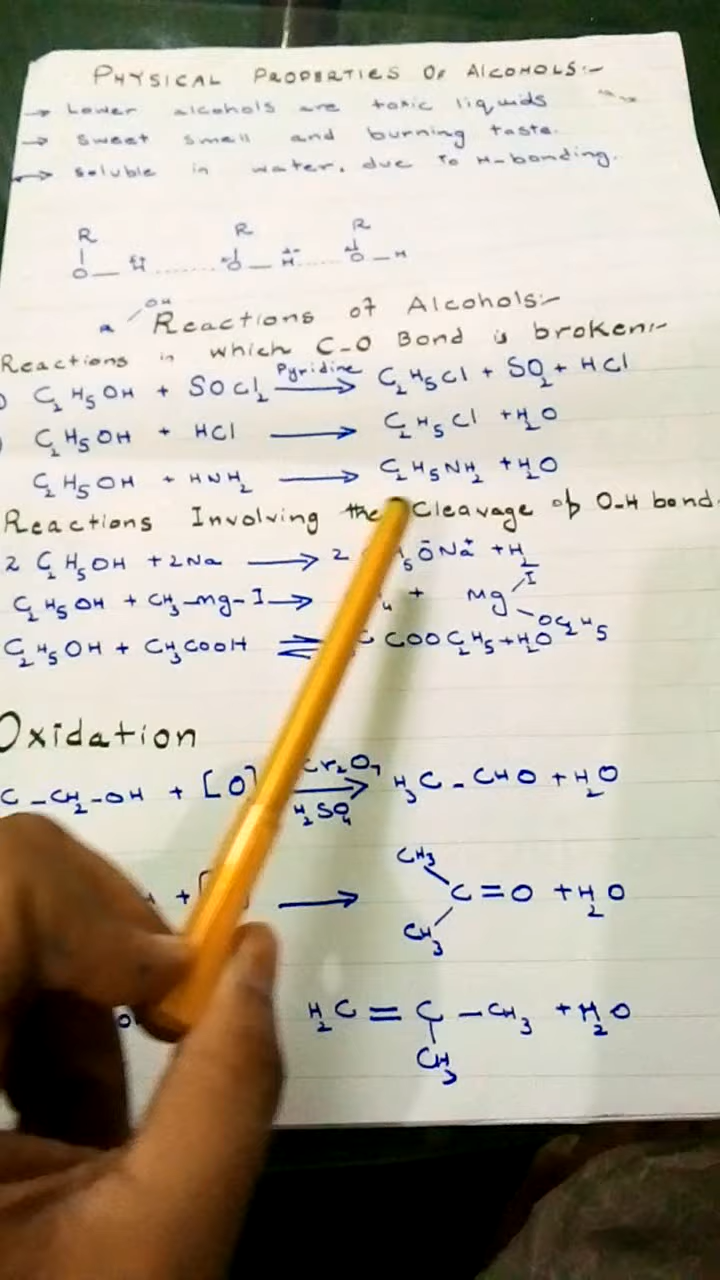 PHYSICAL PROPERTIES OF ALCOHOLS:-
→ Lower alcohols are toxic liquids
→ Sweet smell and burning taste.
→ Soluble in water, due to H-bonding.
R R R
O — H ........ O — H ...... O — H
OH
Reactions of Alcohols:-
Reactions in which C-O Bond is broken:-
C₂H₅OH + SOCl₂ Pyridine → C₂H₅Cl + SO₂ + HCl
C₂H₅OH + HCl → C₂H₅Cl + H₂O
C₂H₅OH + HNH₂ → C₂H₅NH₂ + H₂O
Reactions Involving the Cleavage of O-H bond
2 C₂H₅OH + 2Na → 2 H₅ŌNa⁺ + H₂
C₂H₅OH + CH₃-mg-I → ₄ + Mg I OC₂H₅
C₂H₅OH + CH₃COOH ⇌ COOC₂H₅ + H₂O
Oxidation
C - CH₂-OH + [O] Cr₂O₇ → H₂SO₄ H₃C - CHO + H₂O
CH₃
+ [ → C=O + H₂O
CH₃
H₂C = C - CH₃ + H₂O
CH₃